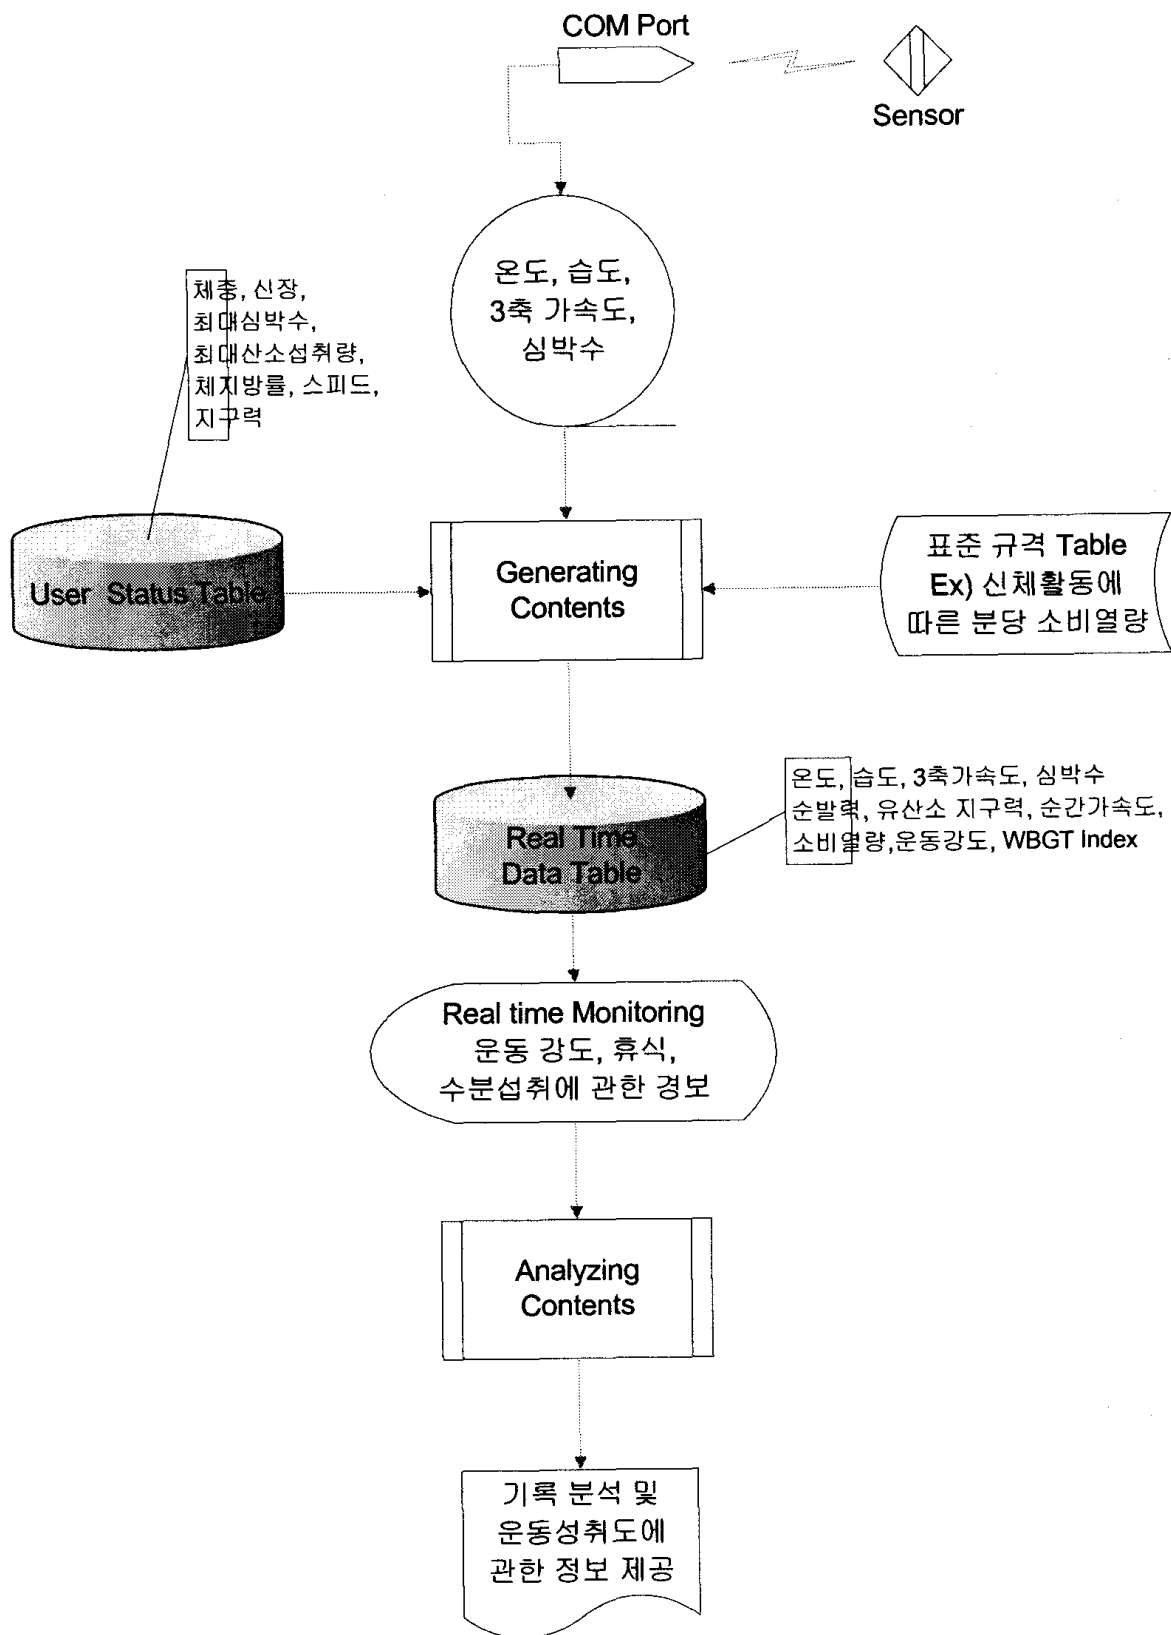 COM Port
Sensor
온도, 습도,
3축 가속도,
심박수
체중, 신장,
최대심박수,
최대산소섭취량,
체지방률, 스피드,
지구력
User Status Table
Generating
Contents
표준 규격 Table
Ex) 신체활동에
따른 분당 소비열량
Real Time
Data Table
온도, 습도, 3축가속도, 심박수
순발력, 유산소 지구력, 순간가속도,
소비열량,운동강도, WBGT Index
Real time Monitoring
운동 강도, 휴식,
수분섭취에 관한 경보
Analyzing
Contents
기록 분석 및
운동성취도에
관한 정보 제공